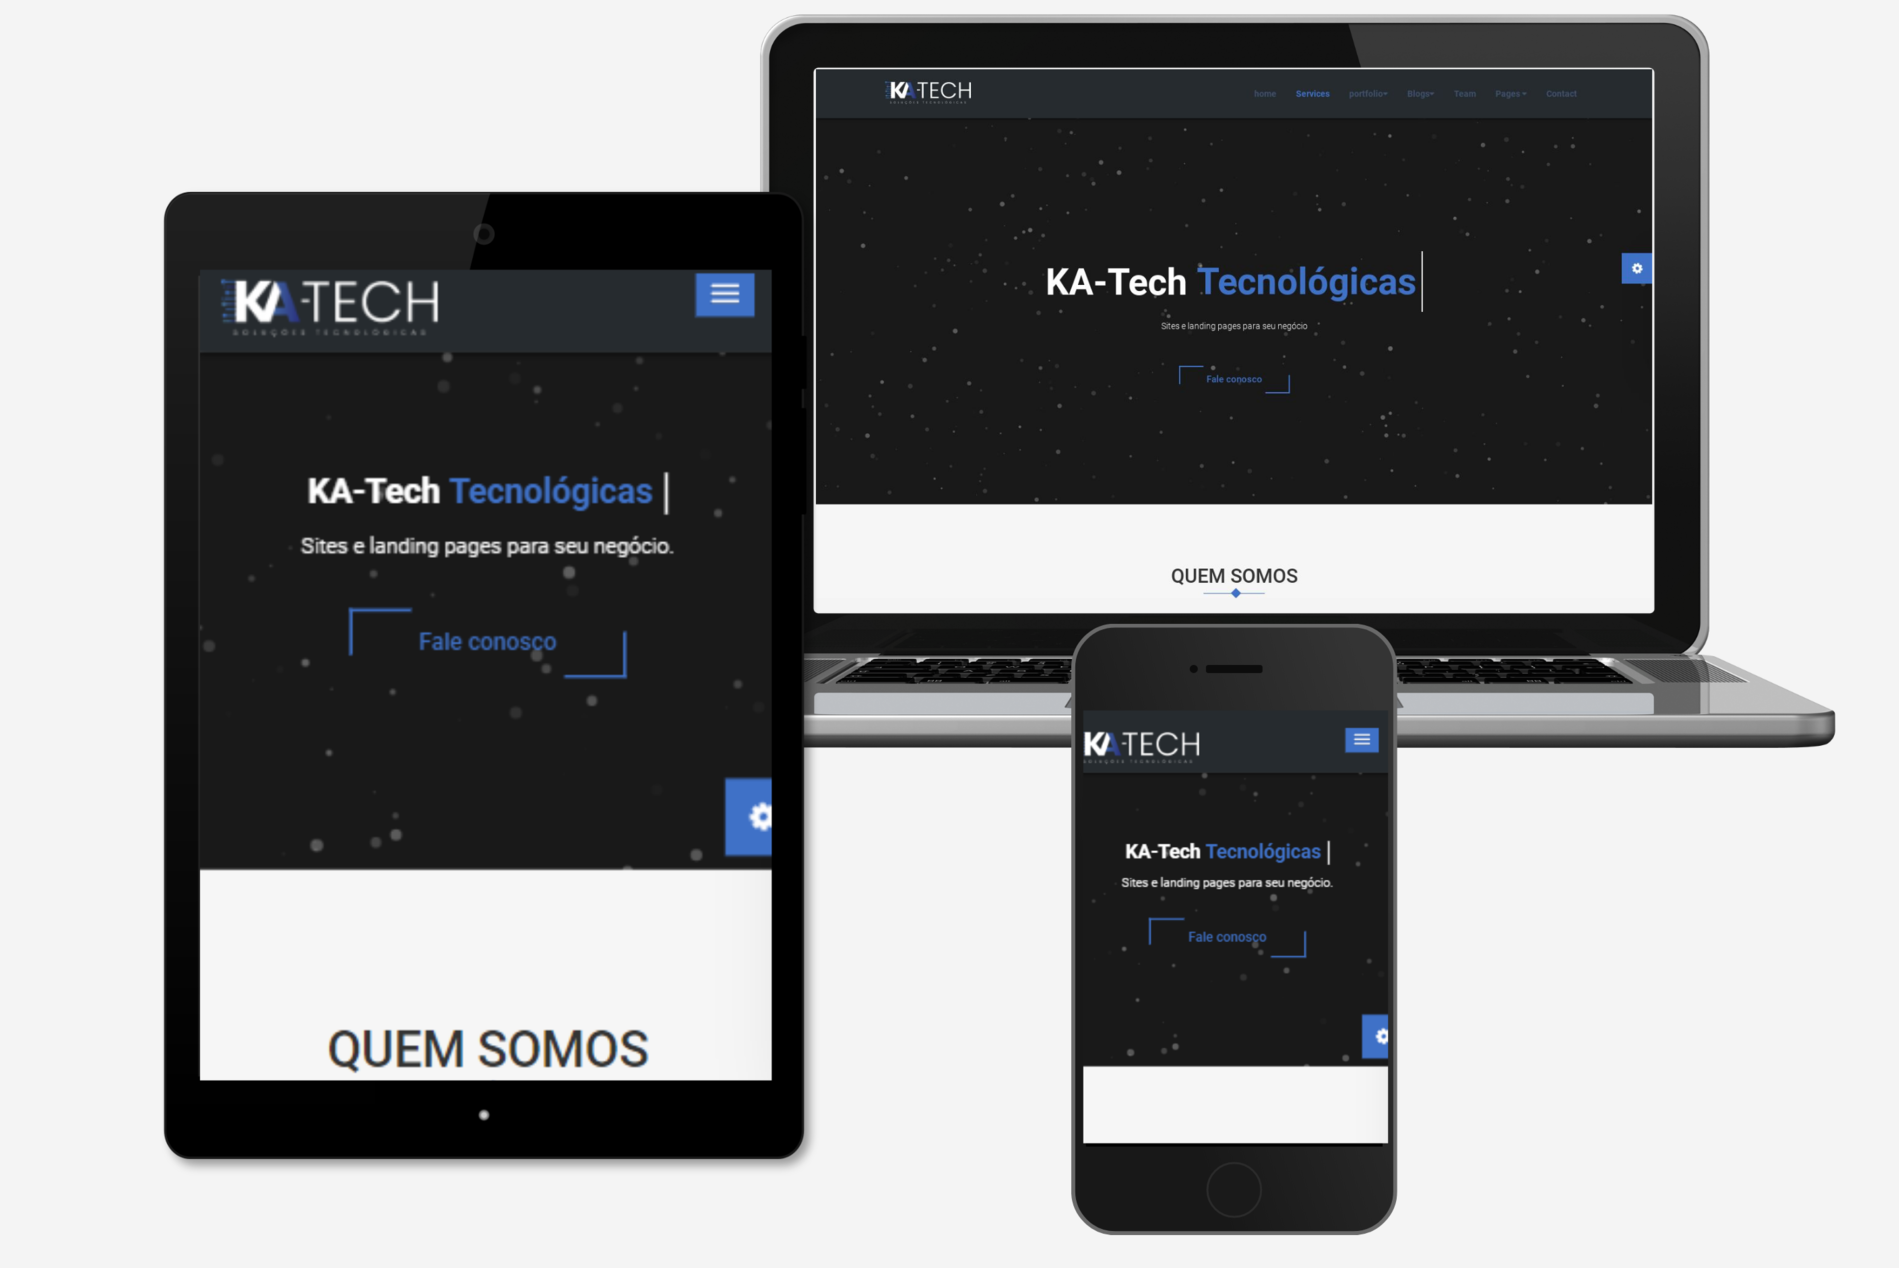 KA-TECH
SOLUÇÕES TECNOLÓGICAS
home Services portfolio Blogs Team Pages Contact
KA-Tech Tecnológicas
Sites e landing pages para seu negócio
Fale conosco
QUEM SOMOS
KA-TECH
SOLUÇÕES TECNOLÓGICAS
KA-Tech Tecnológicas
Sites e landing pages para seu negócio.
Fale conosco
QUEM SOMOS
KA-TECH
SOLUÇÕES TECNOLÓGICAS
KA-Tech Tecnológicas
Sites e landing pages para seu negócio.
Fale conosco